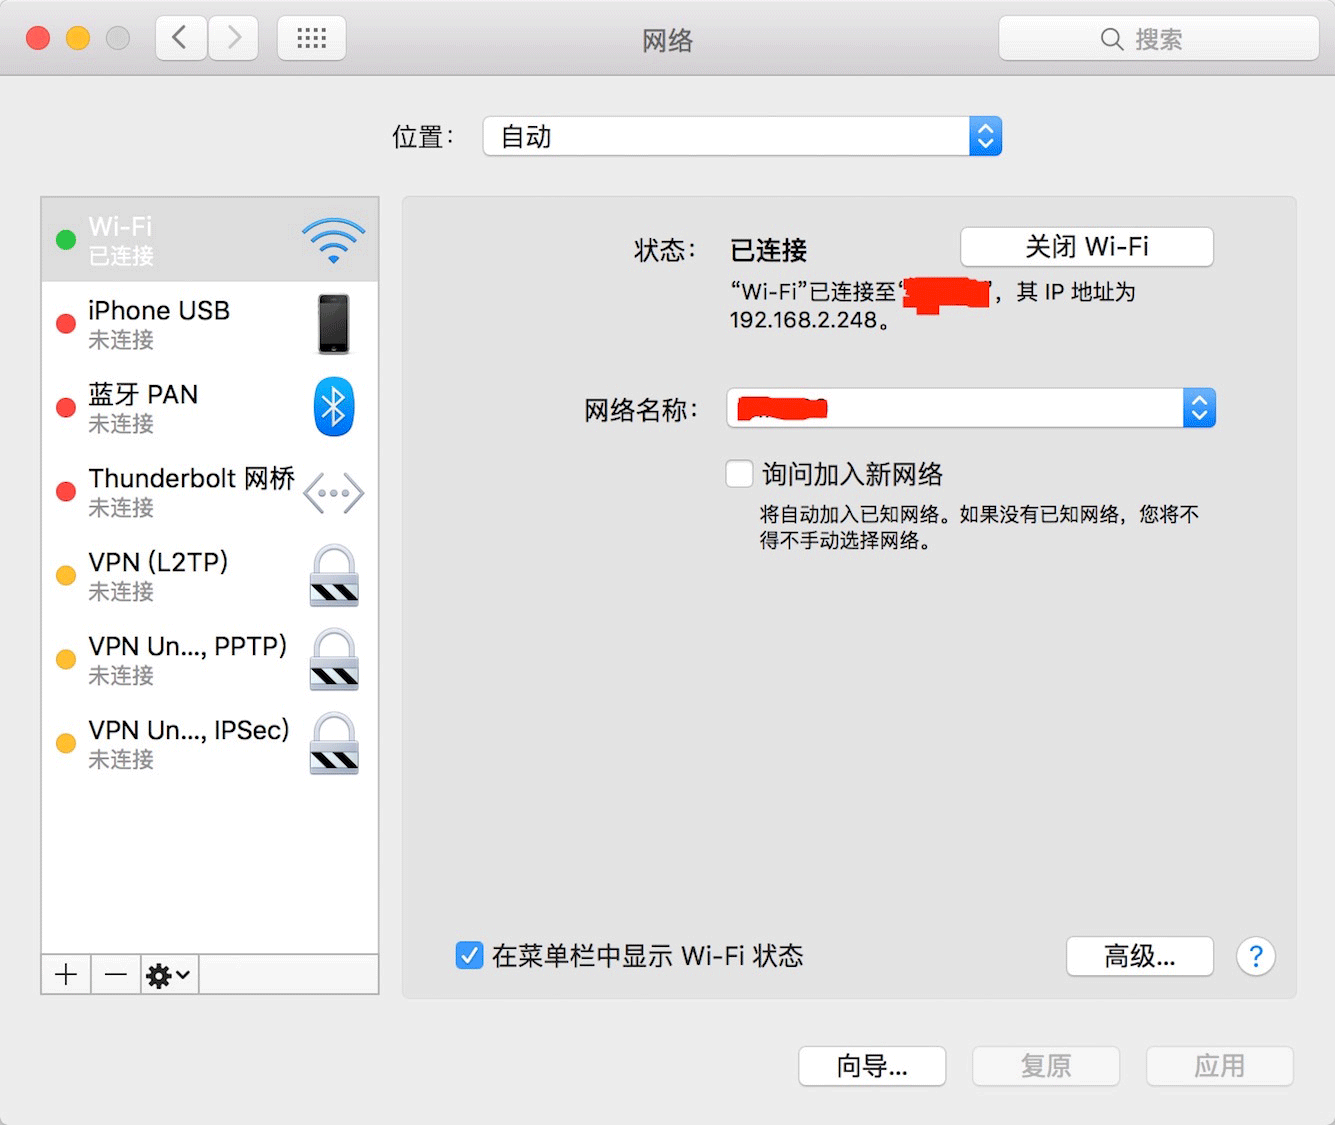 网络
搜索
位置：
自动
Wi-Fi
已连接
iPhone USB
未连接
蓝牙 PAN
未连接
Thunderbolt 网桥
未连接
VPN (L2TP)
未连接
VPN Un..., PPTP)
未连接
VPN Un..., IPSec)
未连接
状态：
已连接
关闭 Wi-Fi
“Wi-Fi”已连接至“ ”，其 IP 地址为
192.168.2.248。
网络名称：
询问加入新网络
将自动加入已知网络。如果没有已知网络，您将不
得不手动选择网络。
在菜单栏中显示 Wi-Fi 状态
高级...
?
向导...
复原
应用